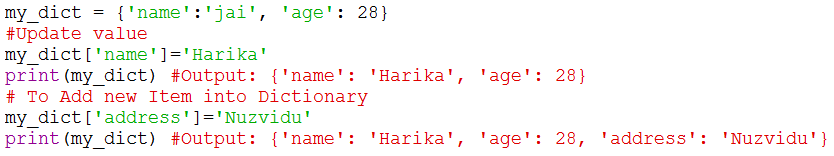 my_dict = {'name':'jai', 'age': 28}
#Update value
my_dict['name']='Harika'
print(my_dict) #Output: {'name': 'Harika', 'age': 28}
# To Add new Item into Dictionary
my_dict['address']='Nuzvidu'
print(my_dict) #Output: {'name': 'Harika', 'age': 28, 'address': 'Nuzvidu'}